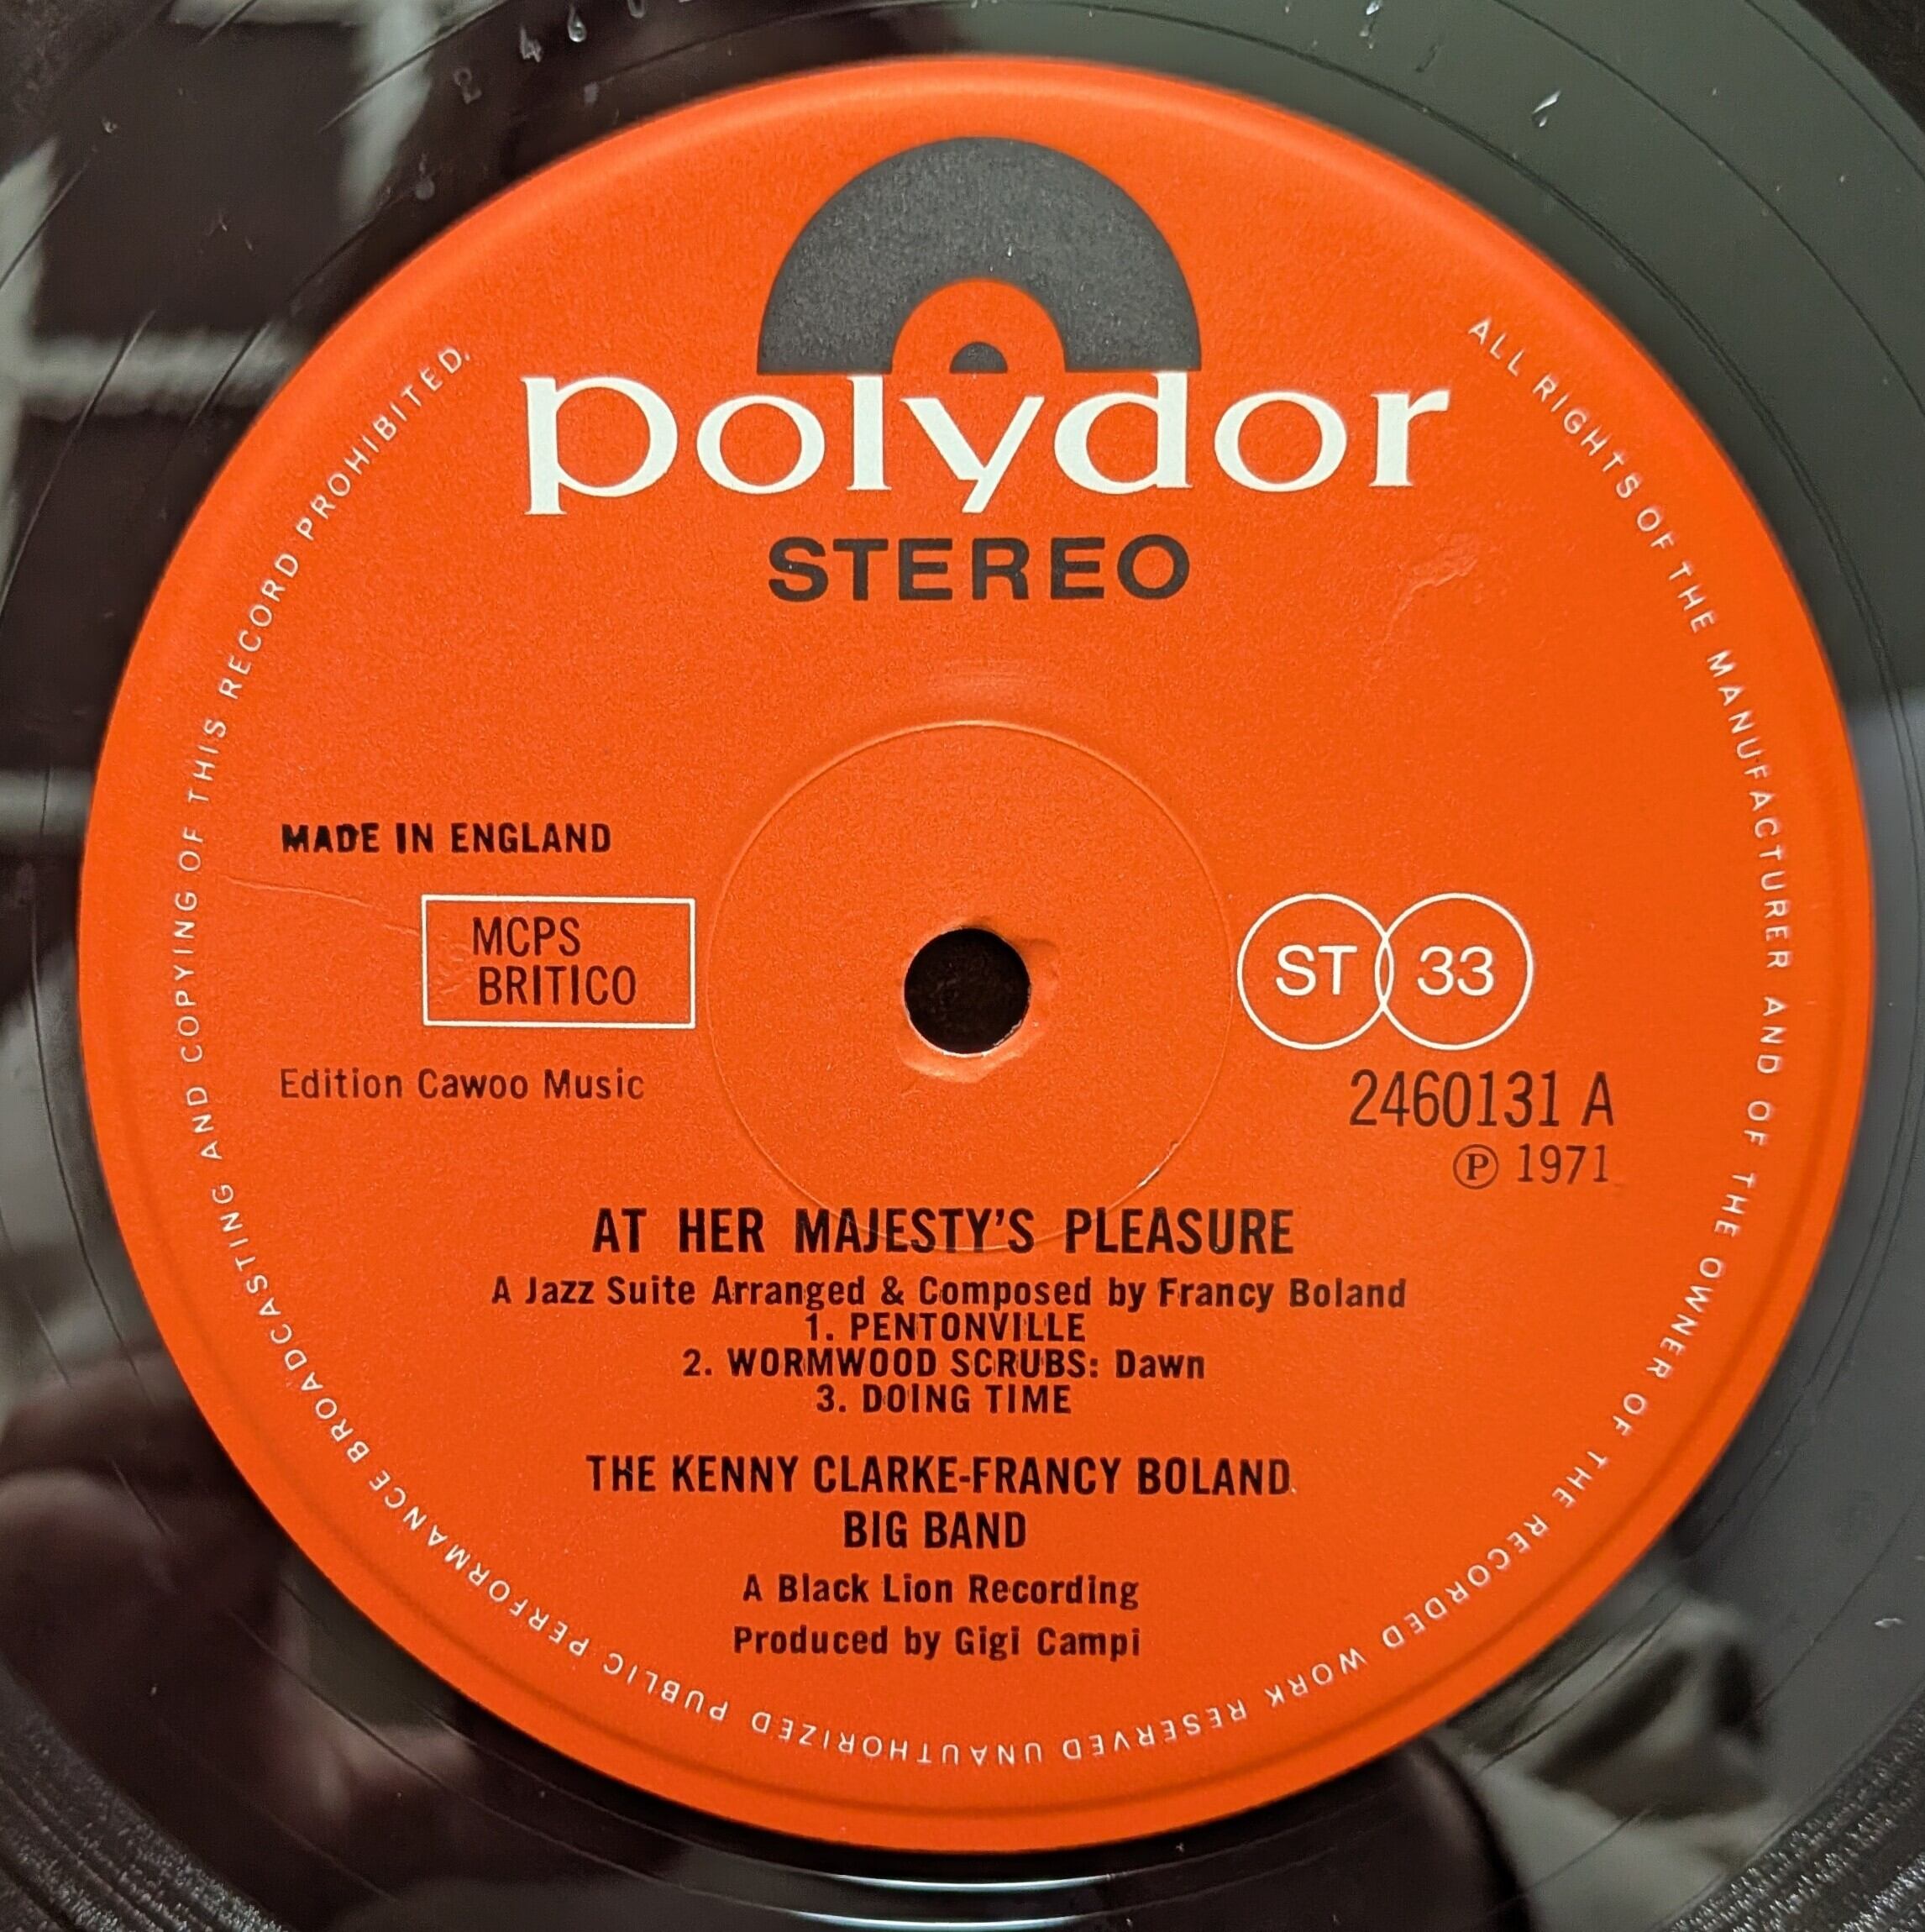 polydor
STEREO
ALL RIGHTS OF THE MANUFACTURER AND OF THE OWNER OF THE RECORDED WORK RESERVED UNAUTHORIZED PUBLIC PERFORMANCE BROADCASTING AND COPYING OF THIS RECORD PROHIBITED.
MADE IN ENGLAND
MCPS
BRITICO
ST 33
Edition Cawoo Music
2460131 A
℗ 1971
AT HER MAJESTY'S PLEASURE
A Jazz Suite Arranged & Composed by Francy Boland
1. PENTONVILLE
2. WORMWOOD SCRUBS: Dawn
3. DOING TIME
THE KENNY CLARKE-FRANCY BOLAND
BIG BAND
A Black Lion Recording
Produced by Gigi Campi